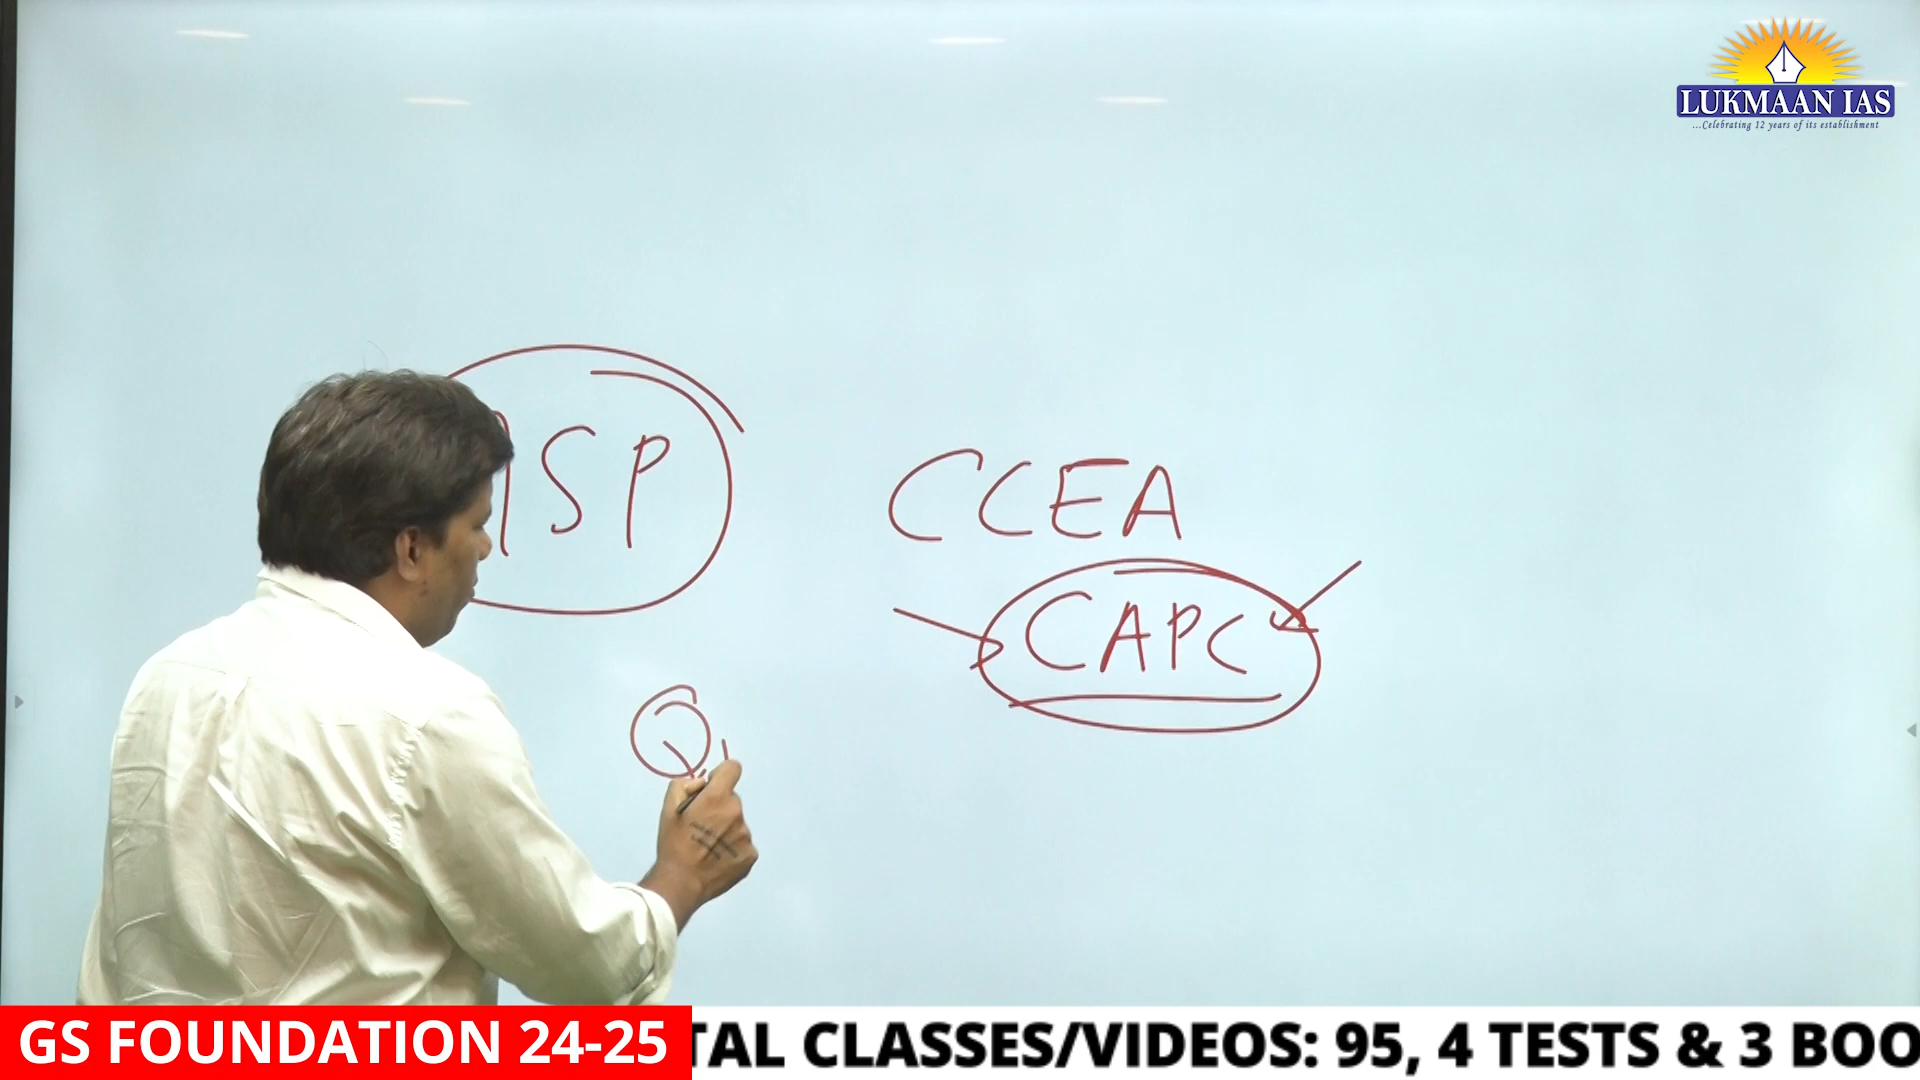 LUKMAAN IAS
...Celebrating 12 years of its establishment
SP
CCEA
CAPC
Q
GS FOUNDATION 24-25
TAL CLASSES/VIDEOS: 95, 4 TESTS & 3 BOO